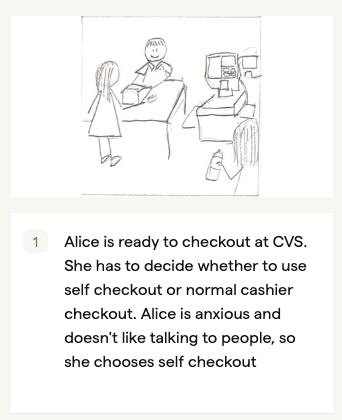 1
Alice is ready to checkout at CVS.
She has to decide whether to use
self checkout or normal cashier
checkout. Alice is anxious and
doesn't like talking to people, so
she chooses self checkout